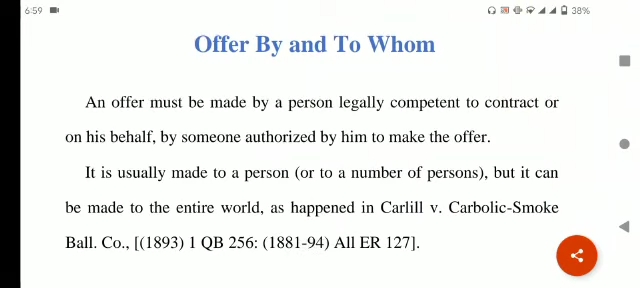 6:59
38%
Offer By and To Whom
An offer must be made by a person legally competent to contract or
on his behalf, by someone authorized by him to make the offer.
It is usually made to a person (or to a number of persons), but it can
be made to the entire world, as happened in Carlill v. Carbolic-Smoke
Ball. Co., [(1893) 1 QB 256: (1881-94) All ER 127].